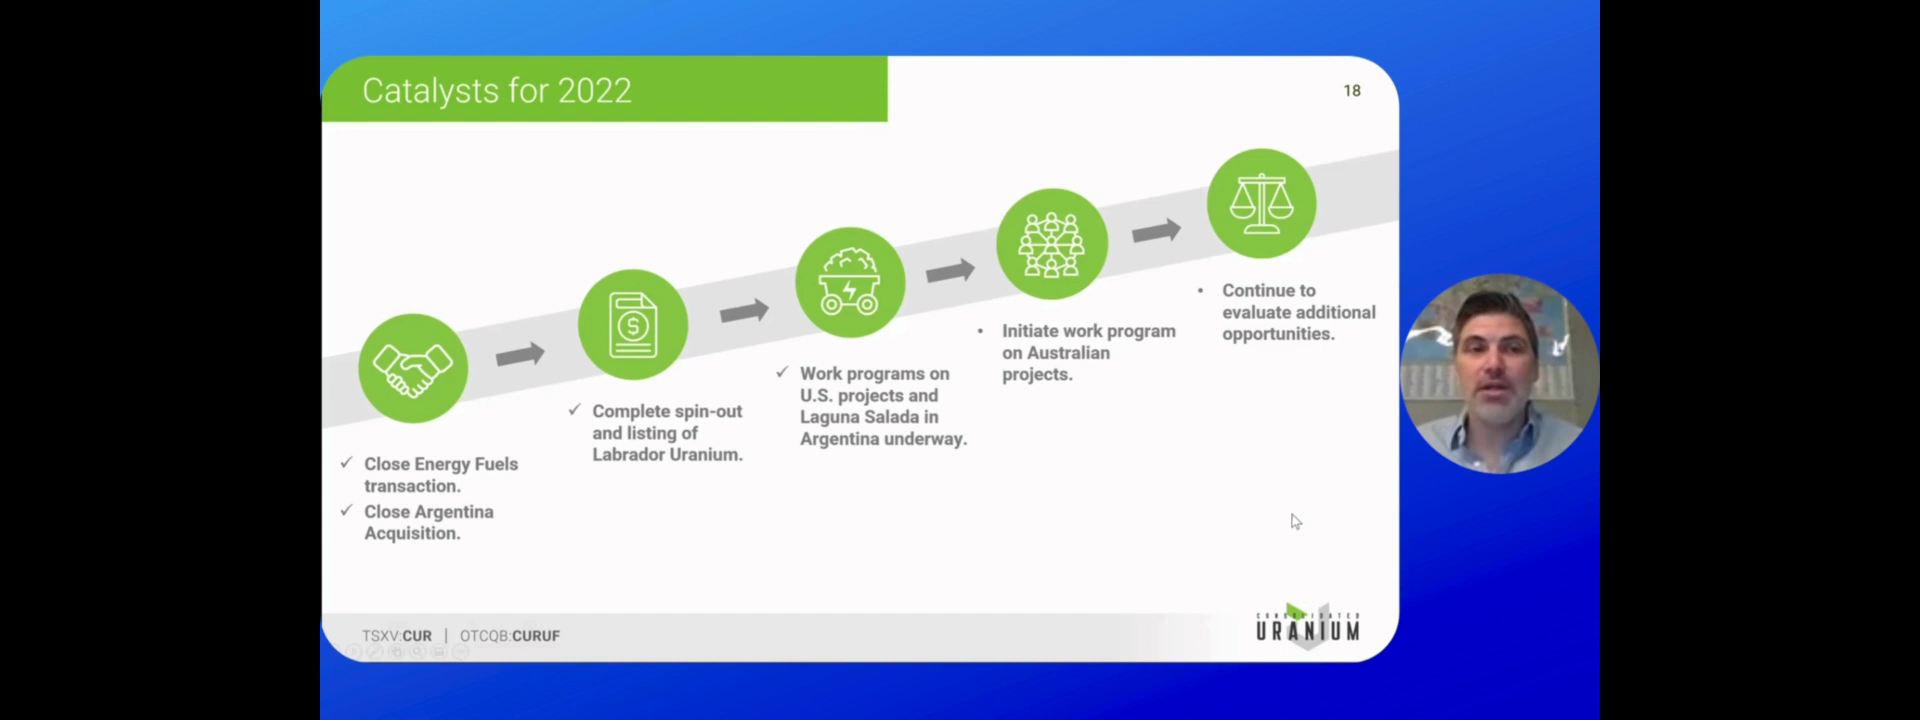 Catalysts for 2022
18
Close Energy Fuels
transaction.
Close Argentina
Acquisition.
Complete spin-out
and listing of
Labrador Uranium.
Work programs on
U.S. projects and
Laguna Salada in
Argentina underway.
Initiate work program
on Australian
projects.
Continue to
evaluate additional
opportunities.
TSXV:CUR | OTCQB:CURUF
CONSOLIDATED
URANIUM